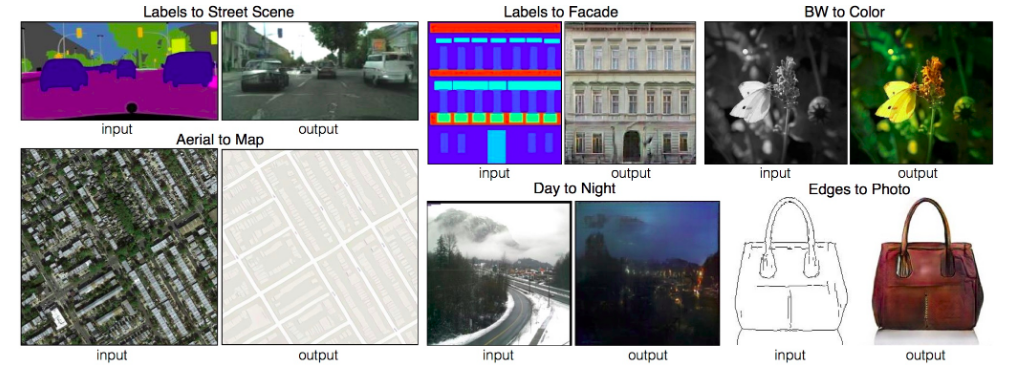 Labels to Street Scene
input
output
Aerial to Map
input
output
Labels to Facade
input
output
BW to Color
input
output
Day to Night
input
output
Edges to Photo
input
output